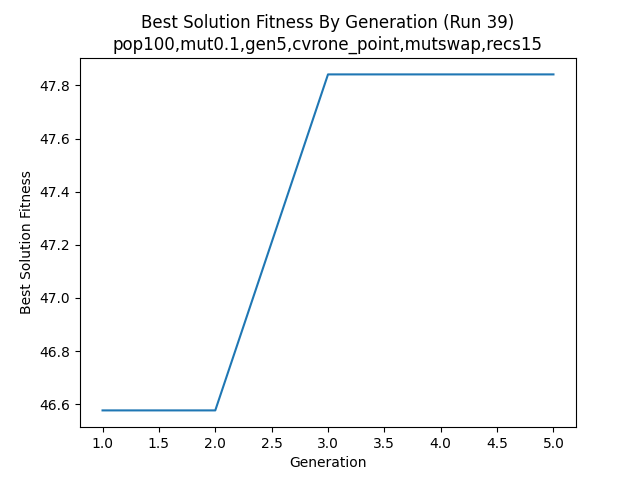 Best Solution Fitness By Generation (Run 39)
pop100,mut0.1,gen5,cvrone_point,mutswap,recs15
47.8
47.6
47.4
47.2
47.0
46.8
46.6
Best Solution Fitness
1.0 1.5 2.0 2.5 3.0 3.5 4.0 4.5 5.0
Generation